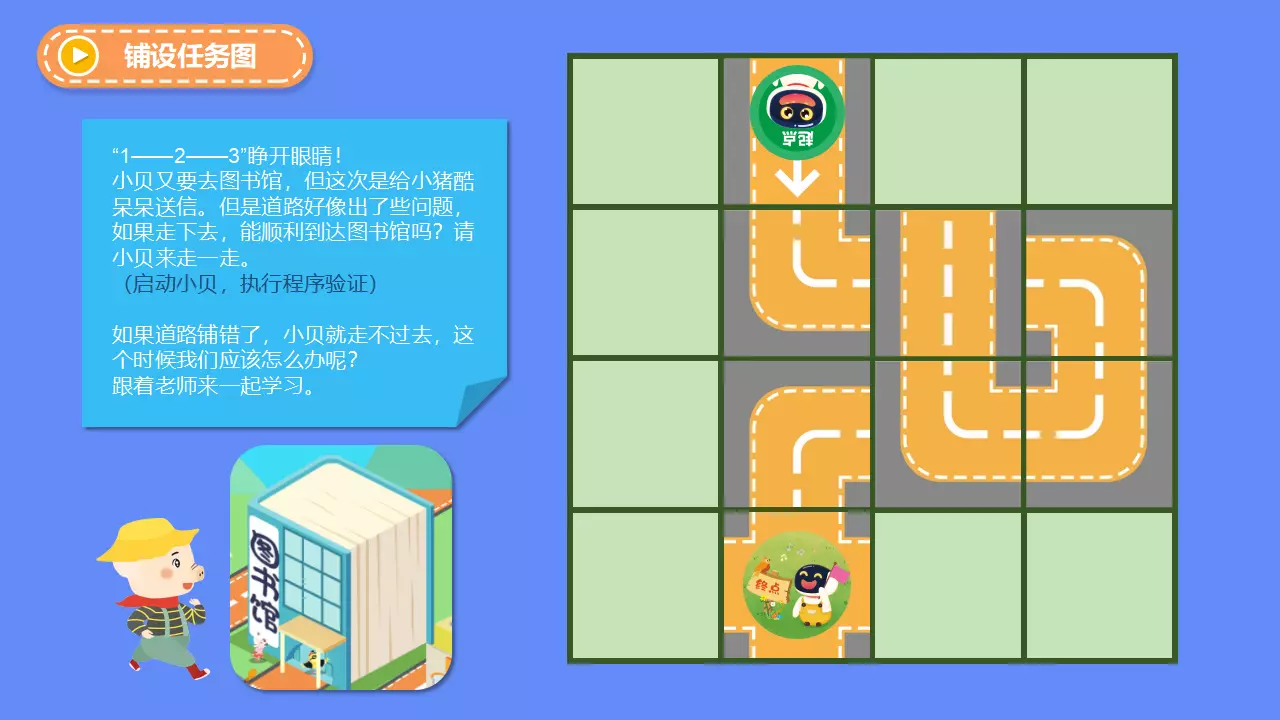 铺设任务图
“1——2——3”睁开眼睛！
小贝又要去图书馆，但这次是给小猪酷
呆呆送信。但是道路好像出了些问题，
如果走下去，能顺利到达图书馆吗？请
小贝来走一走。
（启动小贝，执行程序验证）
如果道路铺错了，小贝就走不过去，这
个时候我们应该怎么办呢？
跟着老师来一起学习。
起点
图书馆
终点